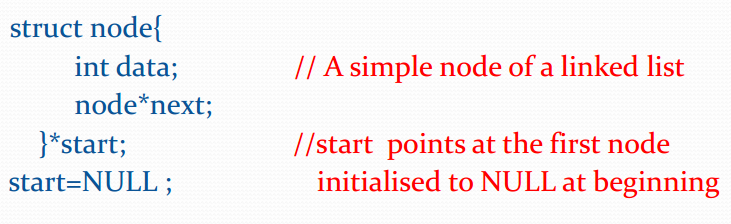 struct node{
int data; // A simple node of a linked list
node*next;
}*start; //start points at the first node
start=NULL ; initialised to NULL at beginning